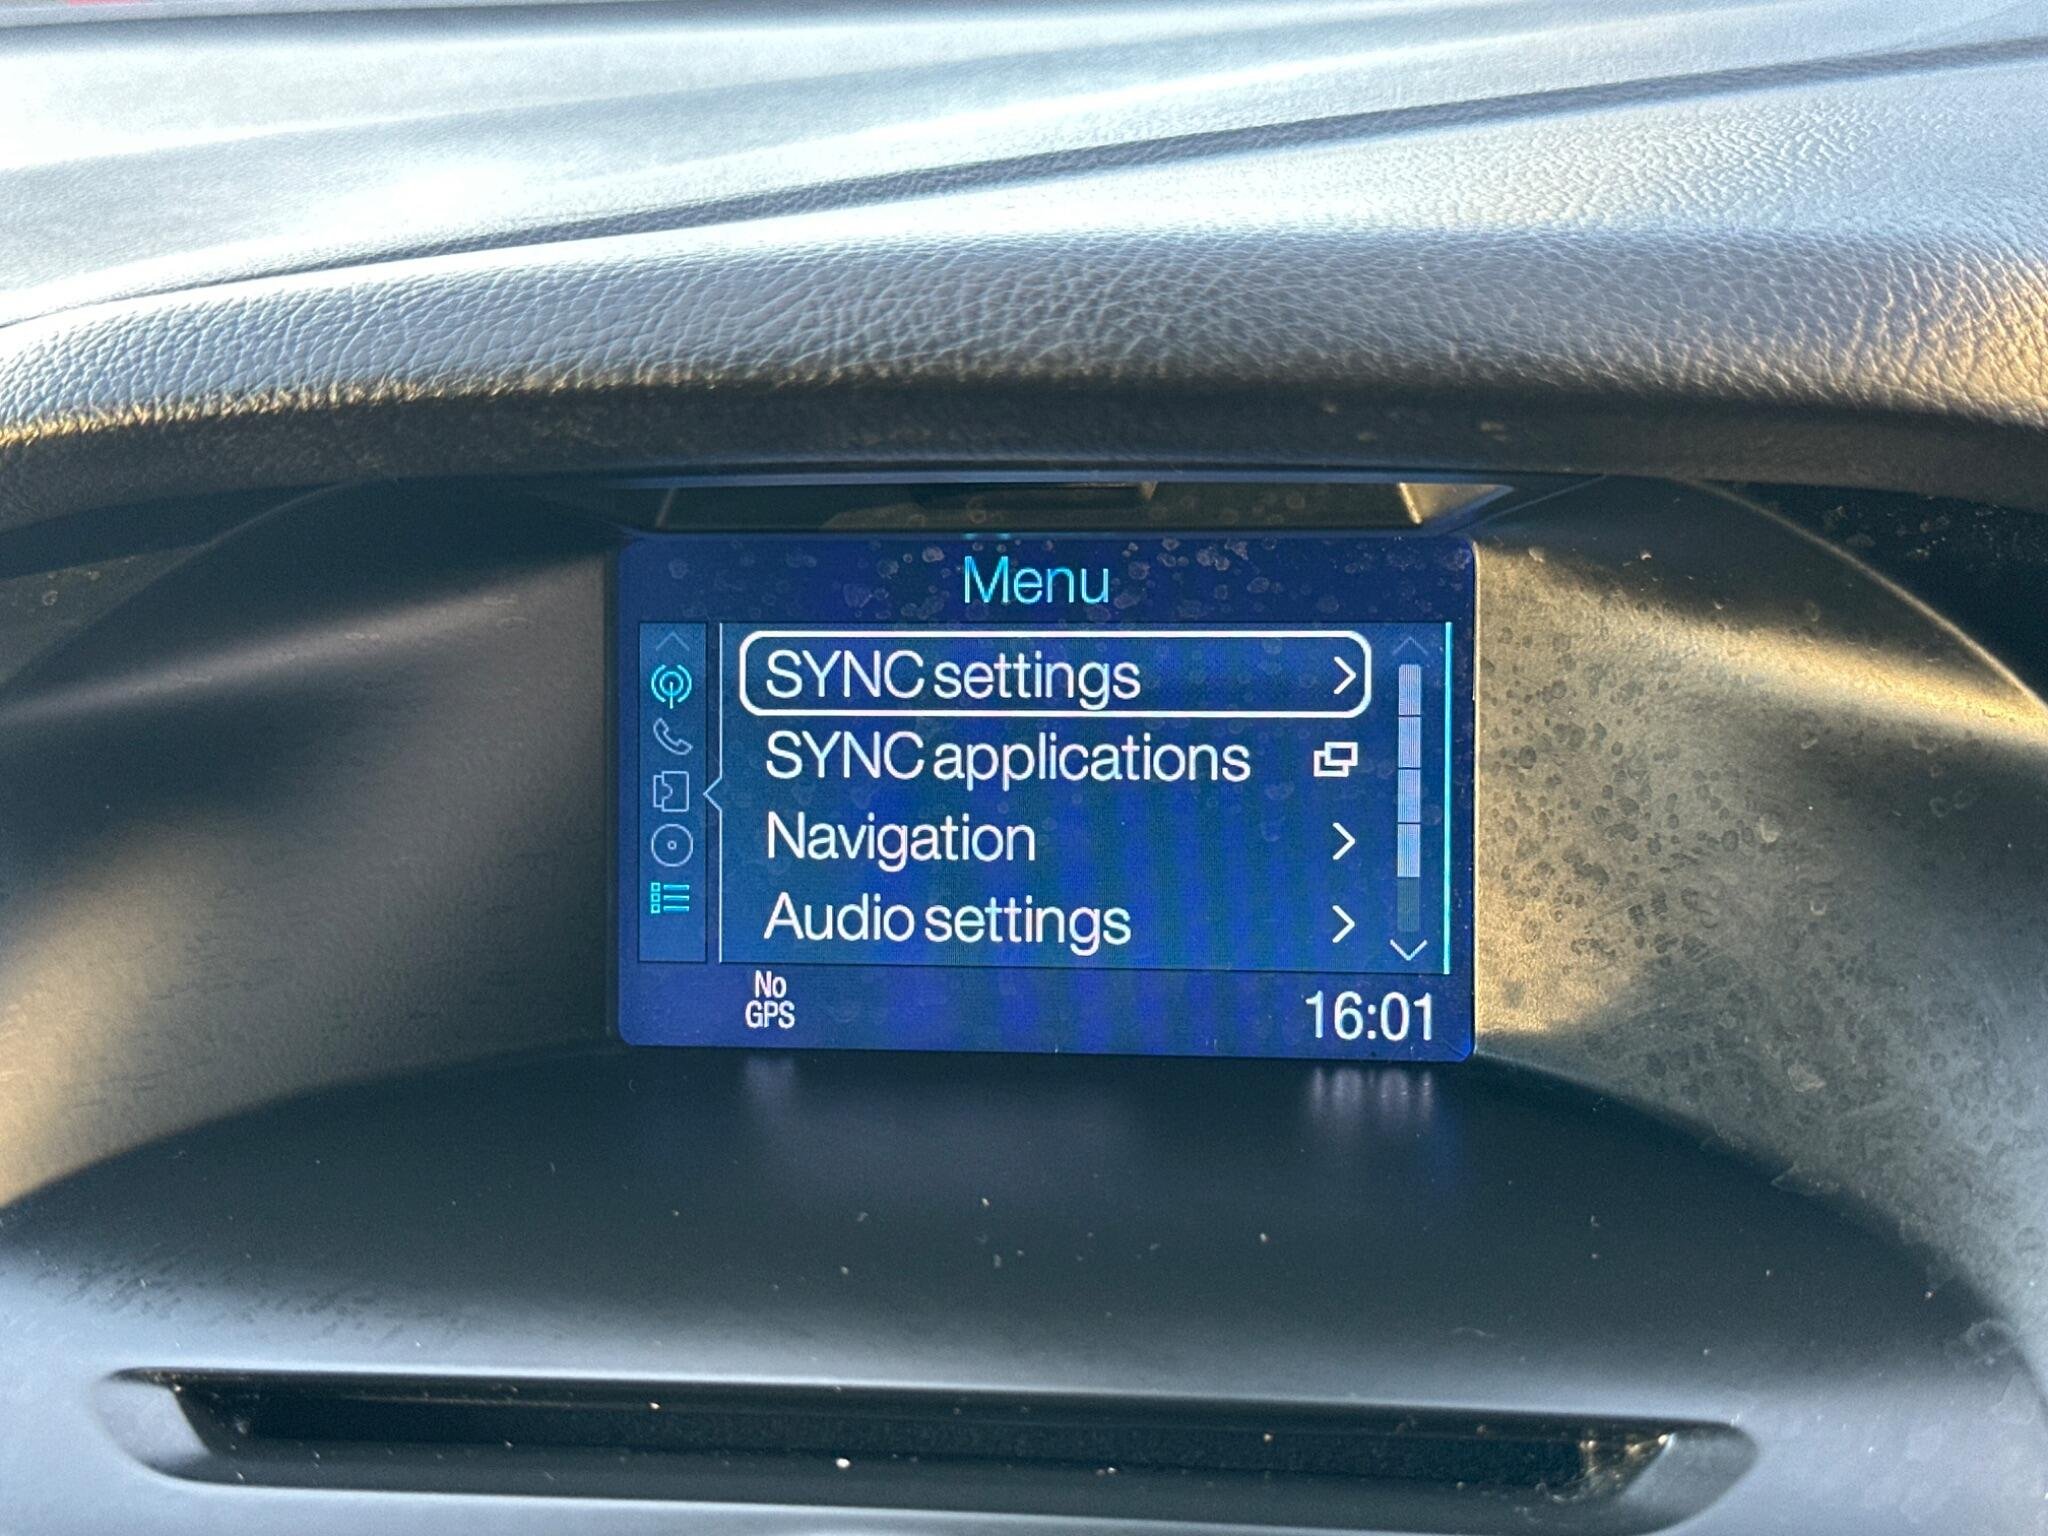 Menu
SYNC settings
SYNC applications
Navigation
Audio settings
No
GPS
16:01